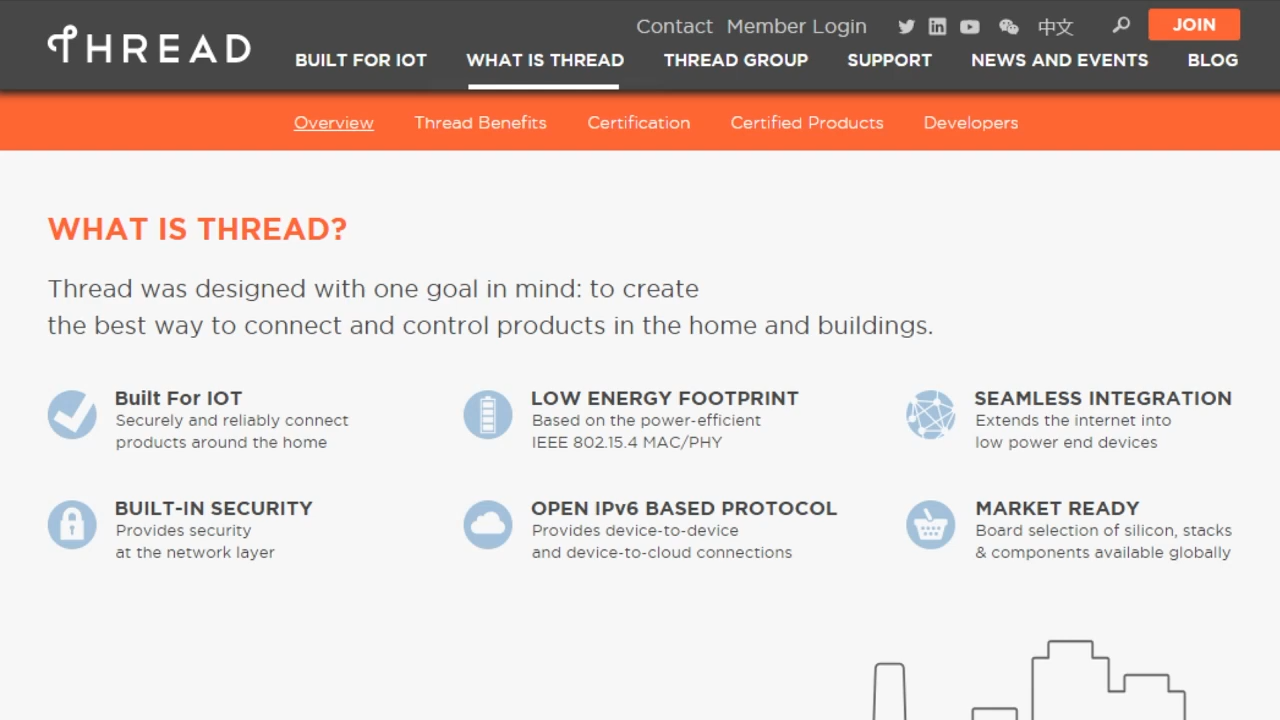 THREAD
Contact Member Login 中文 JOIN
BUILT FOR IOT WHAT IS THREAD THREAD GROUP SUPPORT NEWS AND EVENTS BLOG
Overview Thread Benefits Certification Certified Products Developers
WHAT IS THREAD?
Thread was designed with one goal in mind: to create
the best way to connect and control products in the home and buildings.
Built For IOT
Securely and reliably connect
products around the home
LOW ENERGY FOOTPRINT
Based on the power-efficient
IEEE 802.15.4 MAC/PHY
SEAMLESS INTEGRATION
Extends the internet into
low power end devices
BUILT-IN SECURITY
Provides security
at the network layer
OPEN IPv6 BASED PROTOCOL
Provides device-to-device
and device-to-cloud connections
MARKET READY
Board selection of silicon, stacks
& components available globally